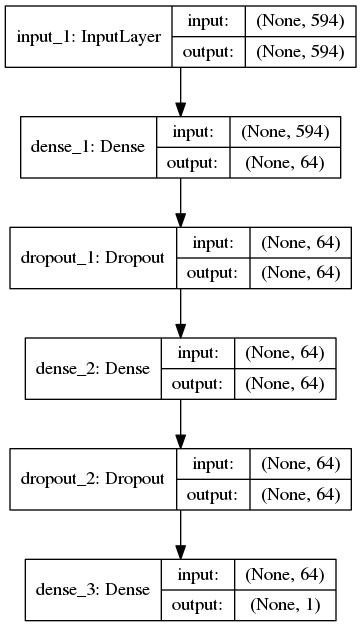 input_1: InputLayer input: (None, 594)
output: (None, 594)
dense_1: Dense input: (None, 594)
output: (None, 64)
dropout_1: Dropout input: (None, 64)
output: (None, 64)
dense_2: Dense input: (None, 64)
output: (None, 64)
dropout_2: Dropout input: (None, 64)
output: (None, 64)
dense_3: Dense input: (None, 64)
output: (None, 1)